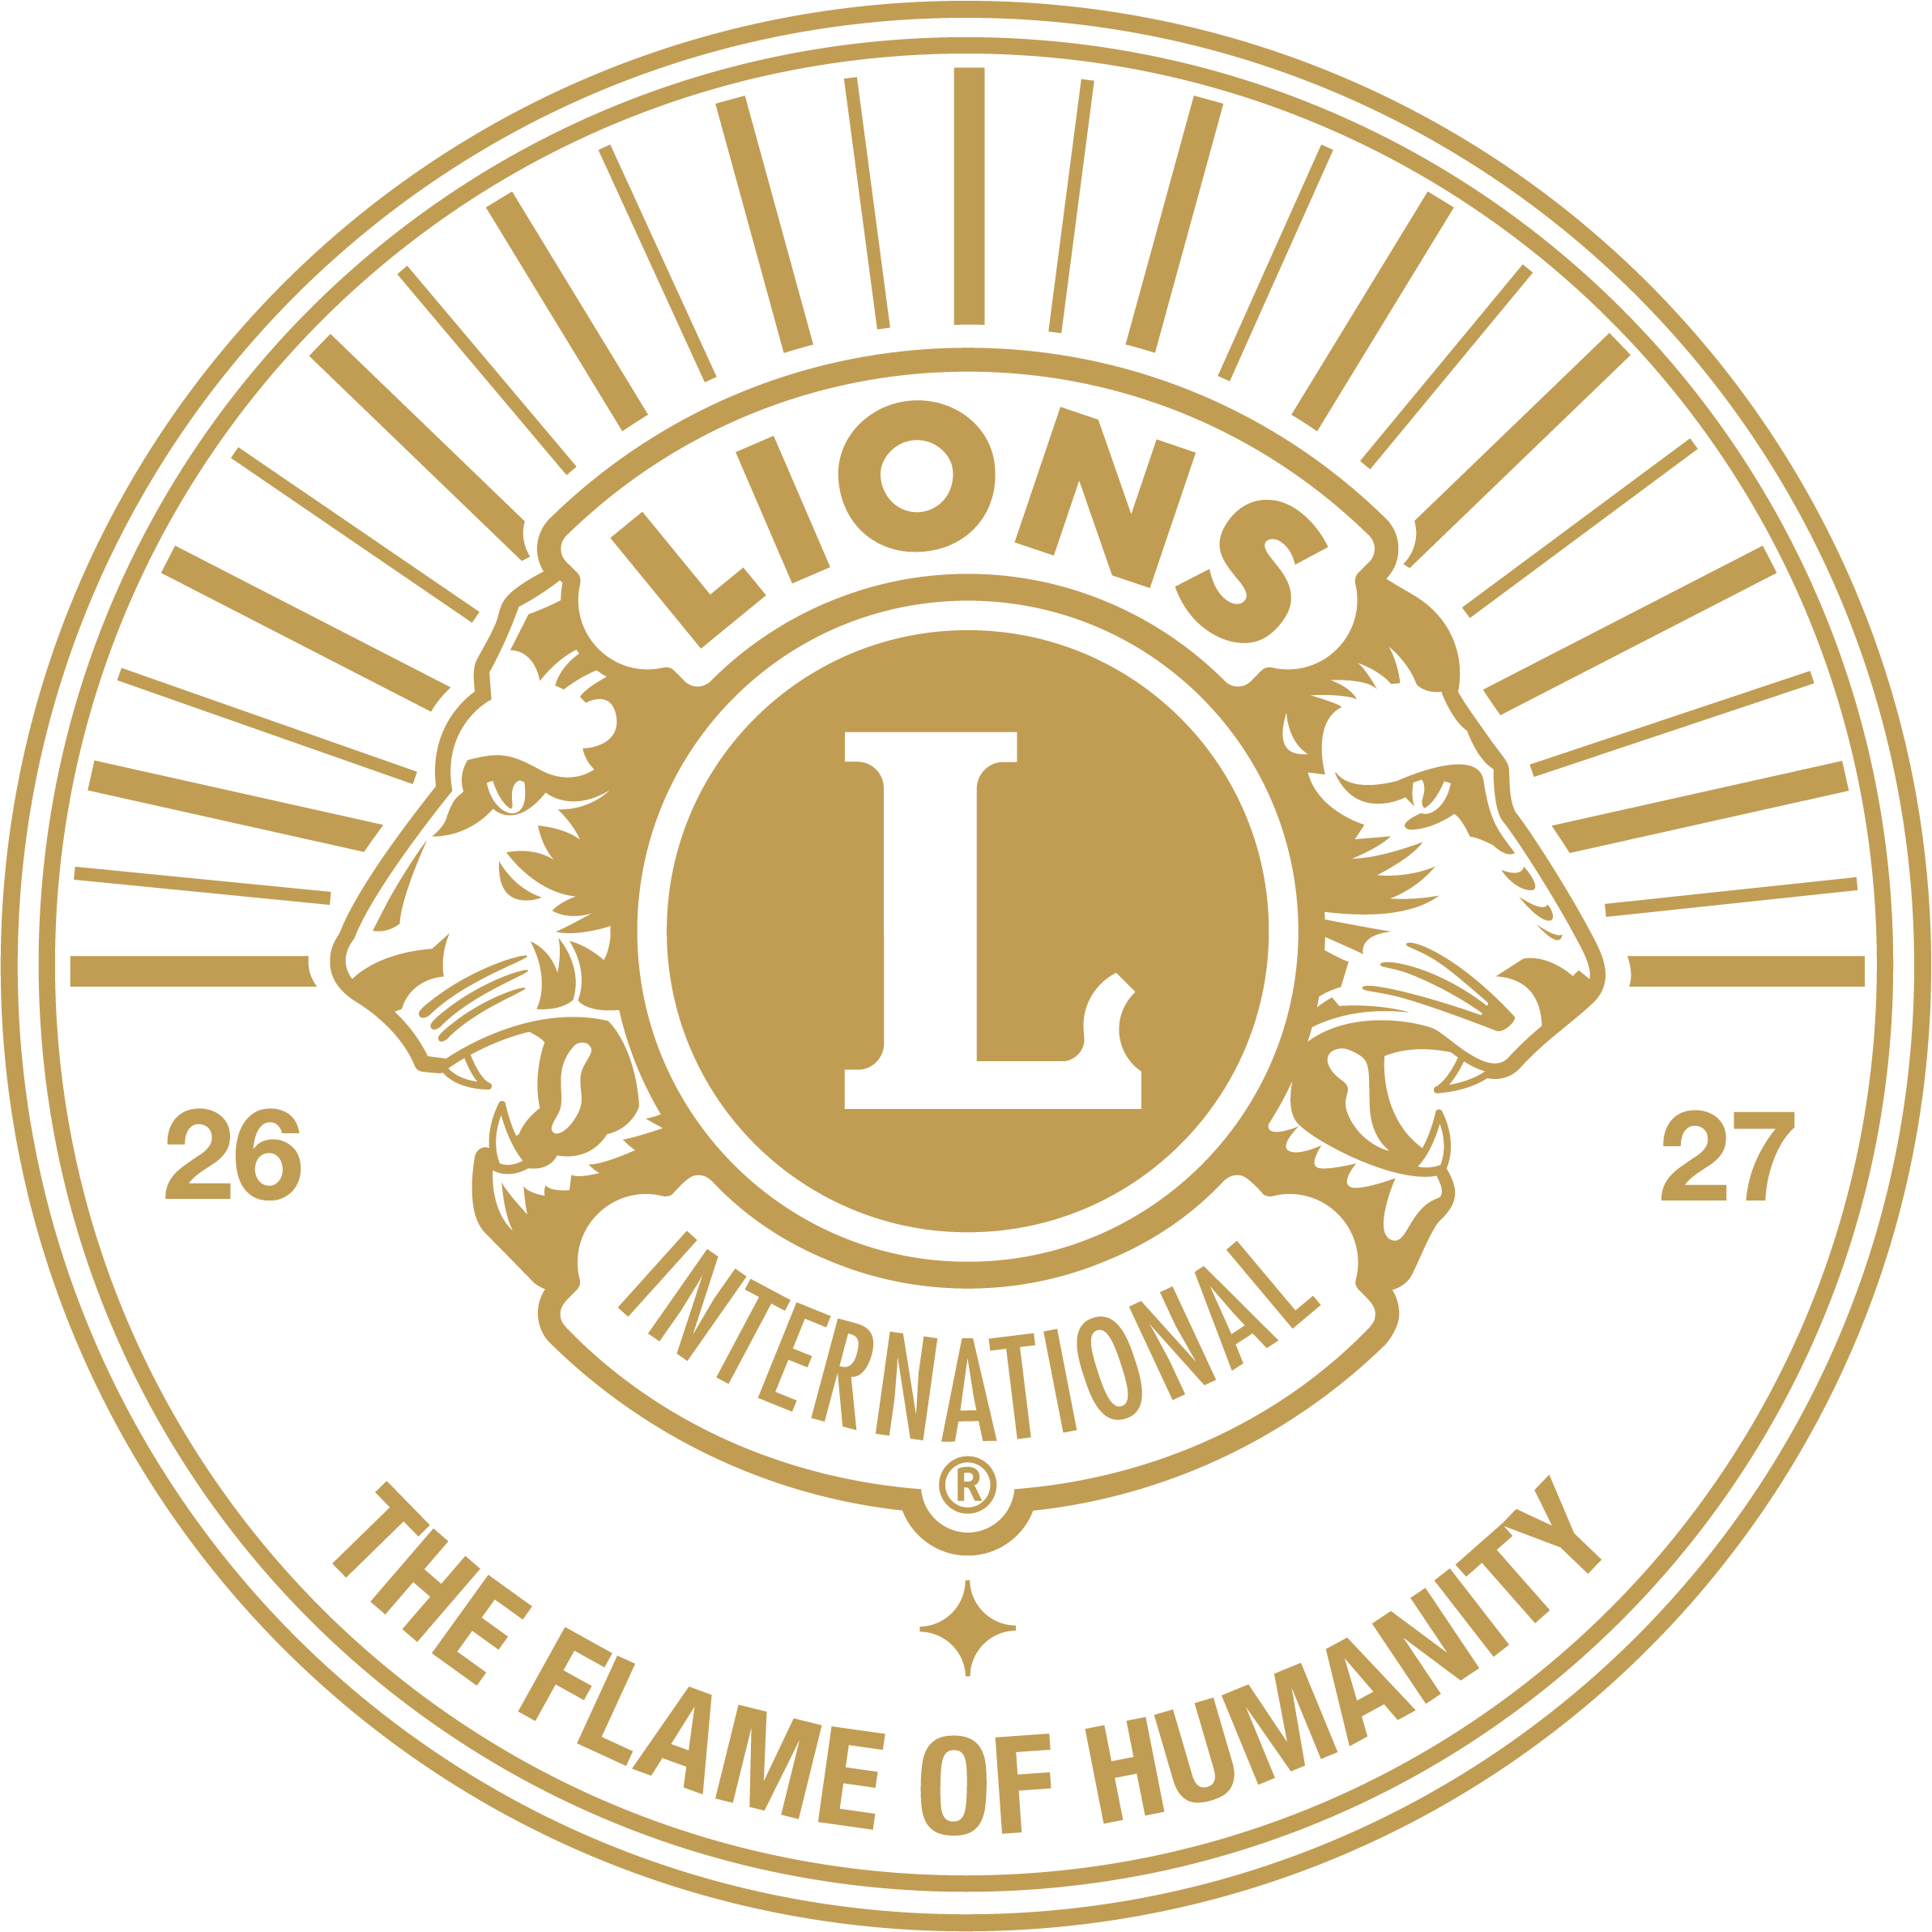 LIONS
L
INTERNATIONAL
®
26
27
THE FLAME OF HUMANITY